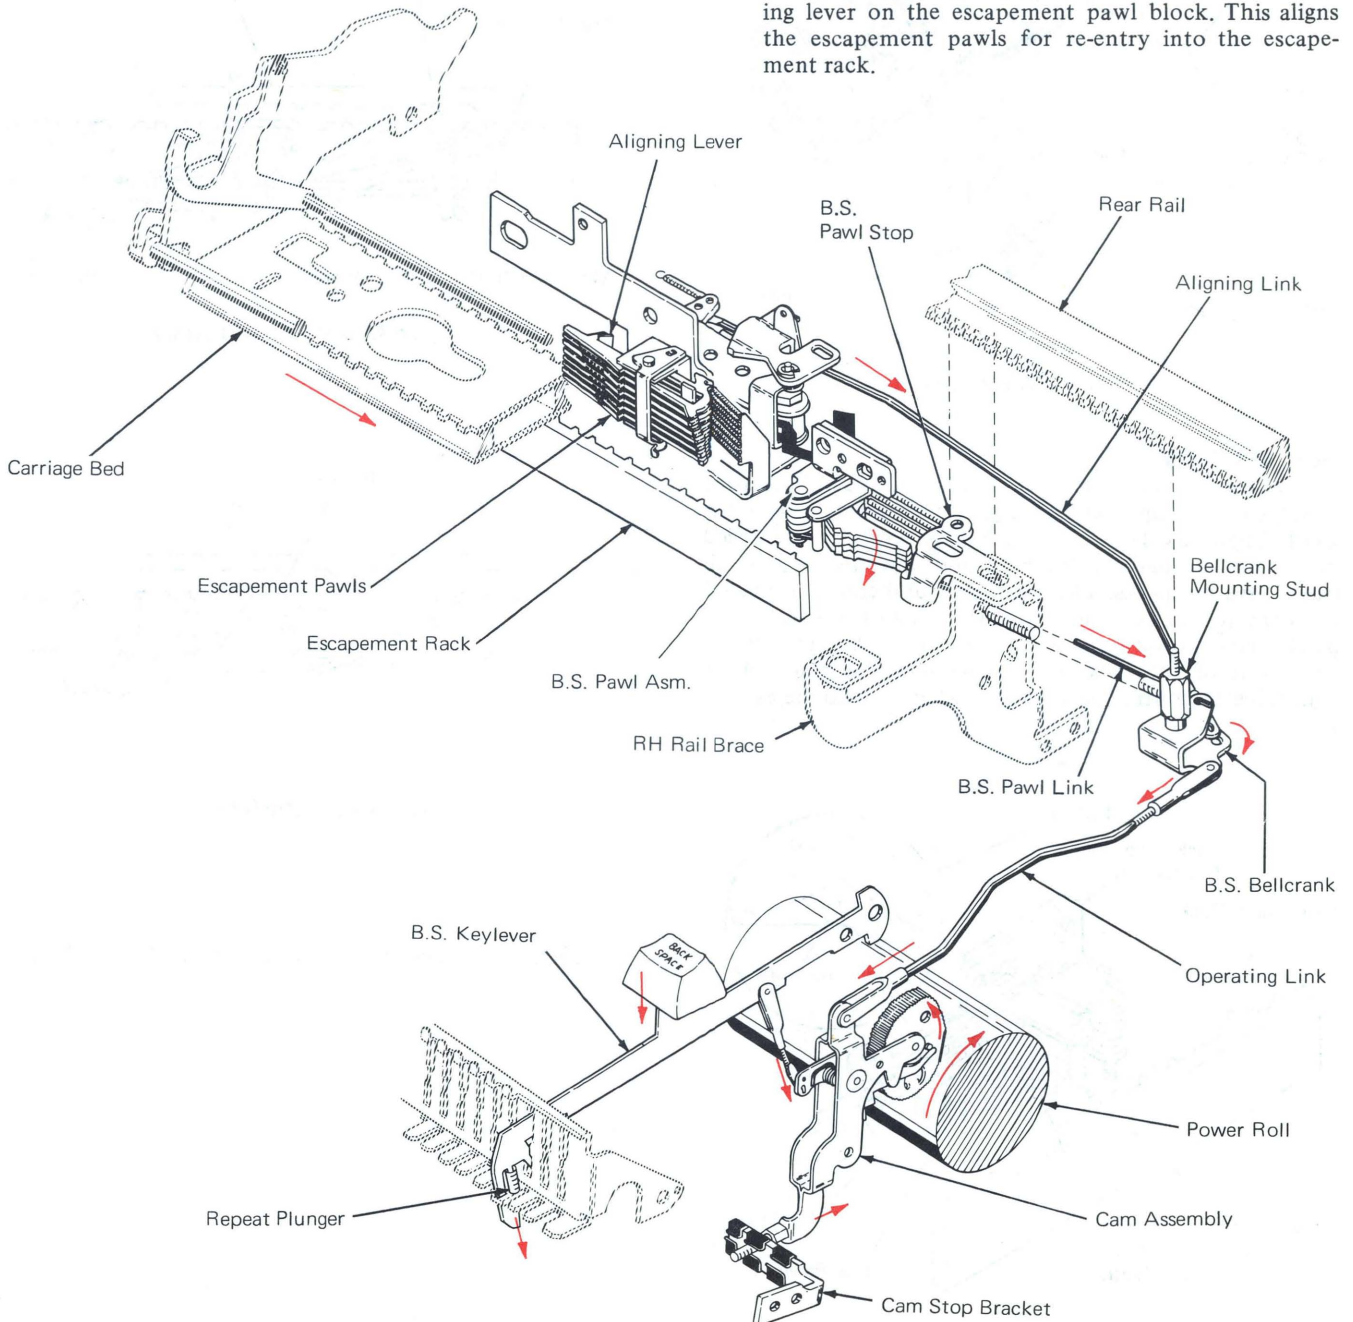 ing lever on the escapement pawl block. This aligns
the escapement pawls for re-entry into the escape-
ment rack.
Aligning Lever
B.S.
Pawl Stop
Rear Rail
Aligning Link
Carriage Bed
Bellcrank
Mounting Stud
Escapement Pawls
Escapement Rack
B.S. Pawl Asm.
RH Rail Brace
B.S. Pawl Link
B.S. Bellcrank
B.S. Keylever
BACK
SPACE
Operating Link
Power Roll
Repeat Plunger
Cam Assembly
Cam Stop Bracket